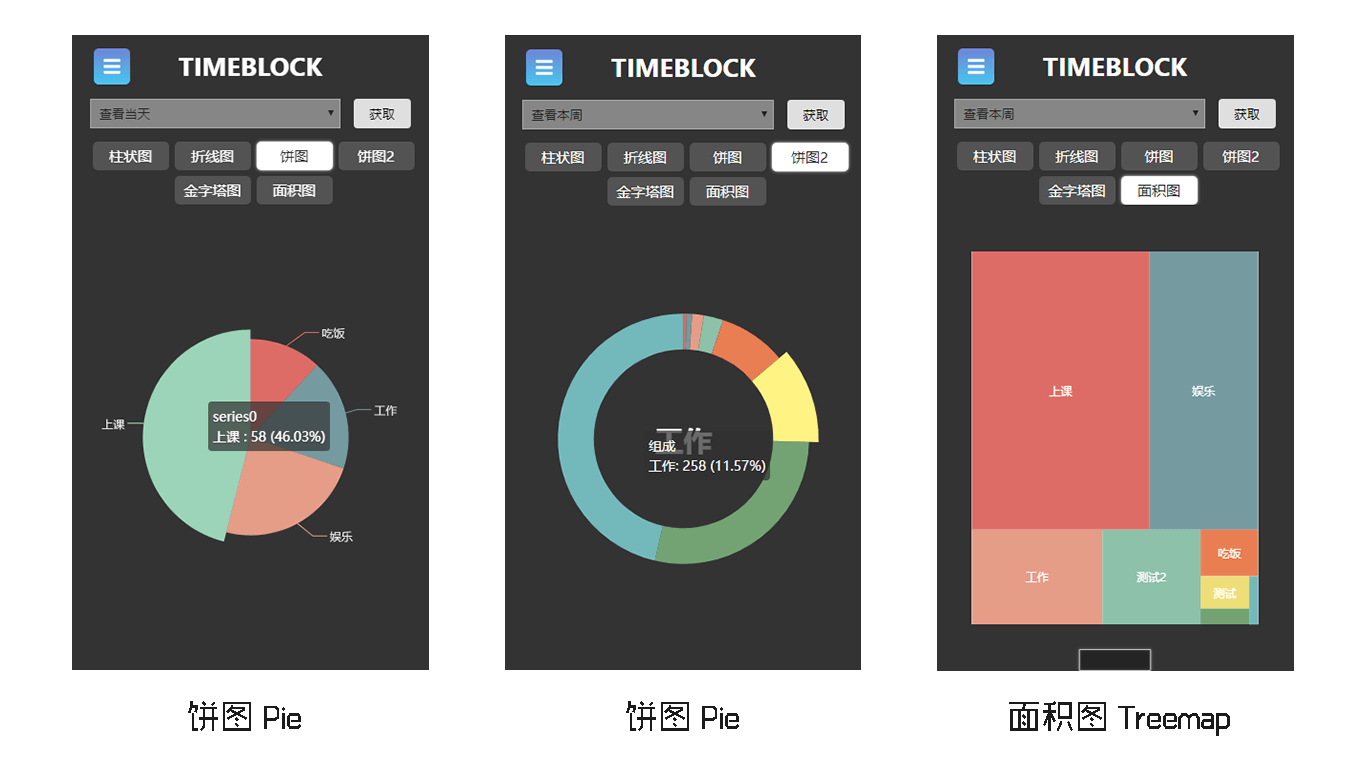 TIMEBLOCK
查看当天
获取
柱状图 折线图 饼图 饼图2
金字塔图 面积图
吃饭
工作
上课
series0
上课 : 58 (46.03%)
娱乐
饼图 Pie
TIMEBLOCK
查看本周
获取
柱状图 折线图 饼图 饼图2
金字塔图 面积图
工作
组成
工作: 258 (11.57%)
饼图 Pie
TIMEBLOCK
查看本周
获取
柱状图 折线图 饼图 饼图2
金字塔图 面积图
上课
娱乐
工作
测试2
吃饭
测试
面积图 Treemap